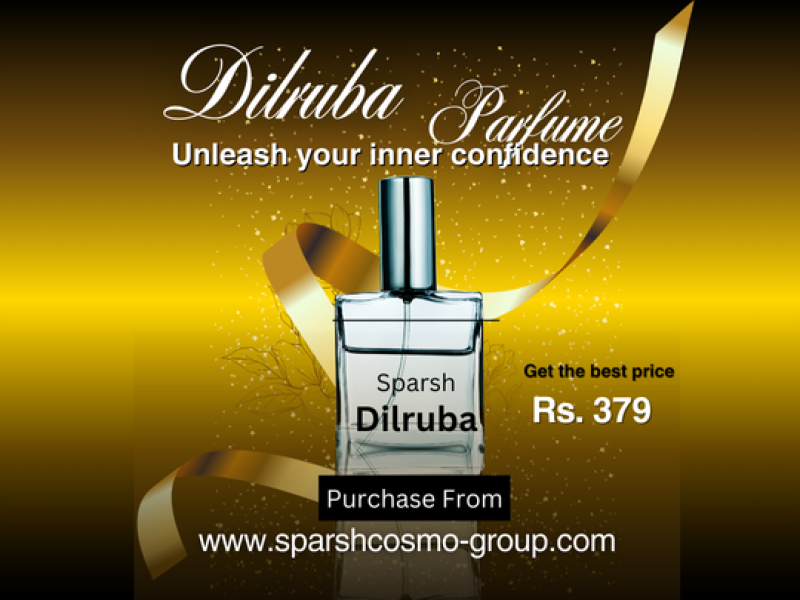 Dilruba Parfume
Unleash your inner confidence
Sparsh
Dilruba
Get the best price
Rs. 379
Purchase From
www.sparshcosmo-group.com